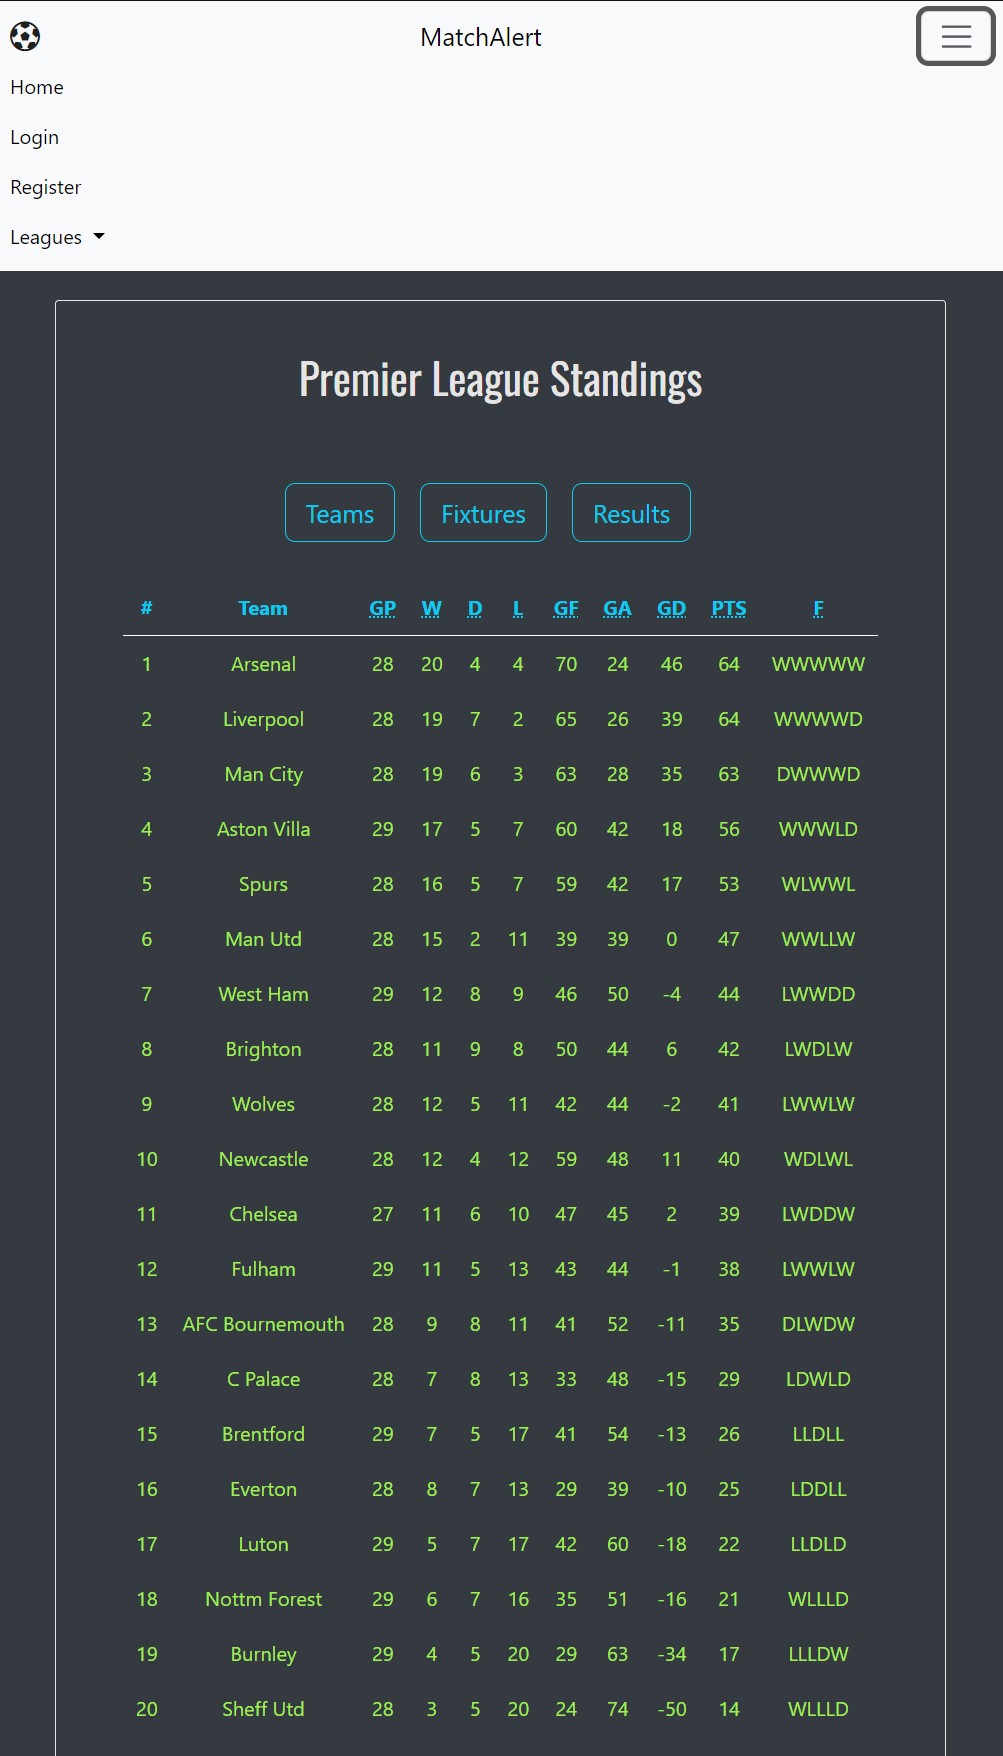 MatchAlert
Home
Login
Register
Leagues
Premier League Standings
Teams Fixtures Results
# Team GP W D L GF GA GD PTS F
1 Arsenal 28 20 4 4 70 24 46 64 WWWWW
2 Liverpool 28 19 7 2 65 26 39 64 WWWWD
3 Man City 28 19 6 3 63 28 35 63 DWWWD
4 Aston Villa 29 17 5 7 60 42 18 56 WWWLD
5 Spurs 28 16 5 7 59 42 17 53 WLWWL
6 Man Utd 28 15 2 11 39 39 0 47 WWLLW
7 West Ham 29 12 8 9 46 50 -4 44 LWWDD
8 Brighton 28 11 9 8 50 44 6 42 LWDLW
9 Wolves 28 12 5 11 42 44 -2 41 LWWLW
10 Newcastle 28 12 4 12 59 48 11 40 WDLWL
11 Chelsea 27 11 6 10 47 45 2 39 LWDDW
12 Fulham 29 11 5 13 43 44 -1 38 LWWLW
13 AFC Bournemouth 28 9 8 11 41 52 -11 35 DLWDW
14 C Palace 28 7 8 13 33 48 -15 29 LDWLD
15 Brentford 29 7 5 17 41 54 -13 26 LLDLL
16 Everton 28 8 7 13 29 39 -10 25 LDDLL
17 Luton 29 5 7 17 42 60 -18 22 LLDLD
18 Nottm Forest 29 6 7 16 35 51 -16 21 WLLLD
19 Burnley 29 4 5 20 29 63 -34 17 LLLDW
20 Sheff Utd 28 3 5 20 24 74 -50 14 WLLLD